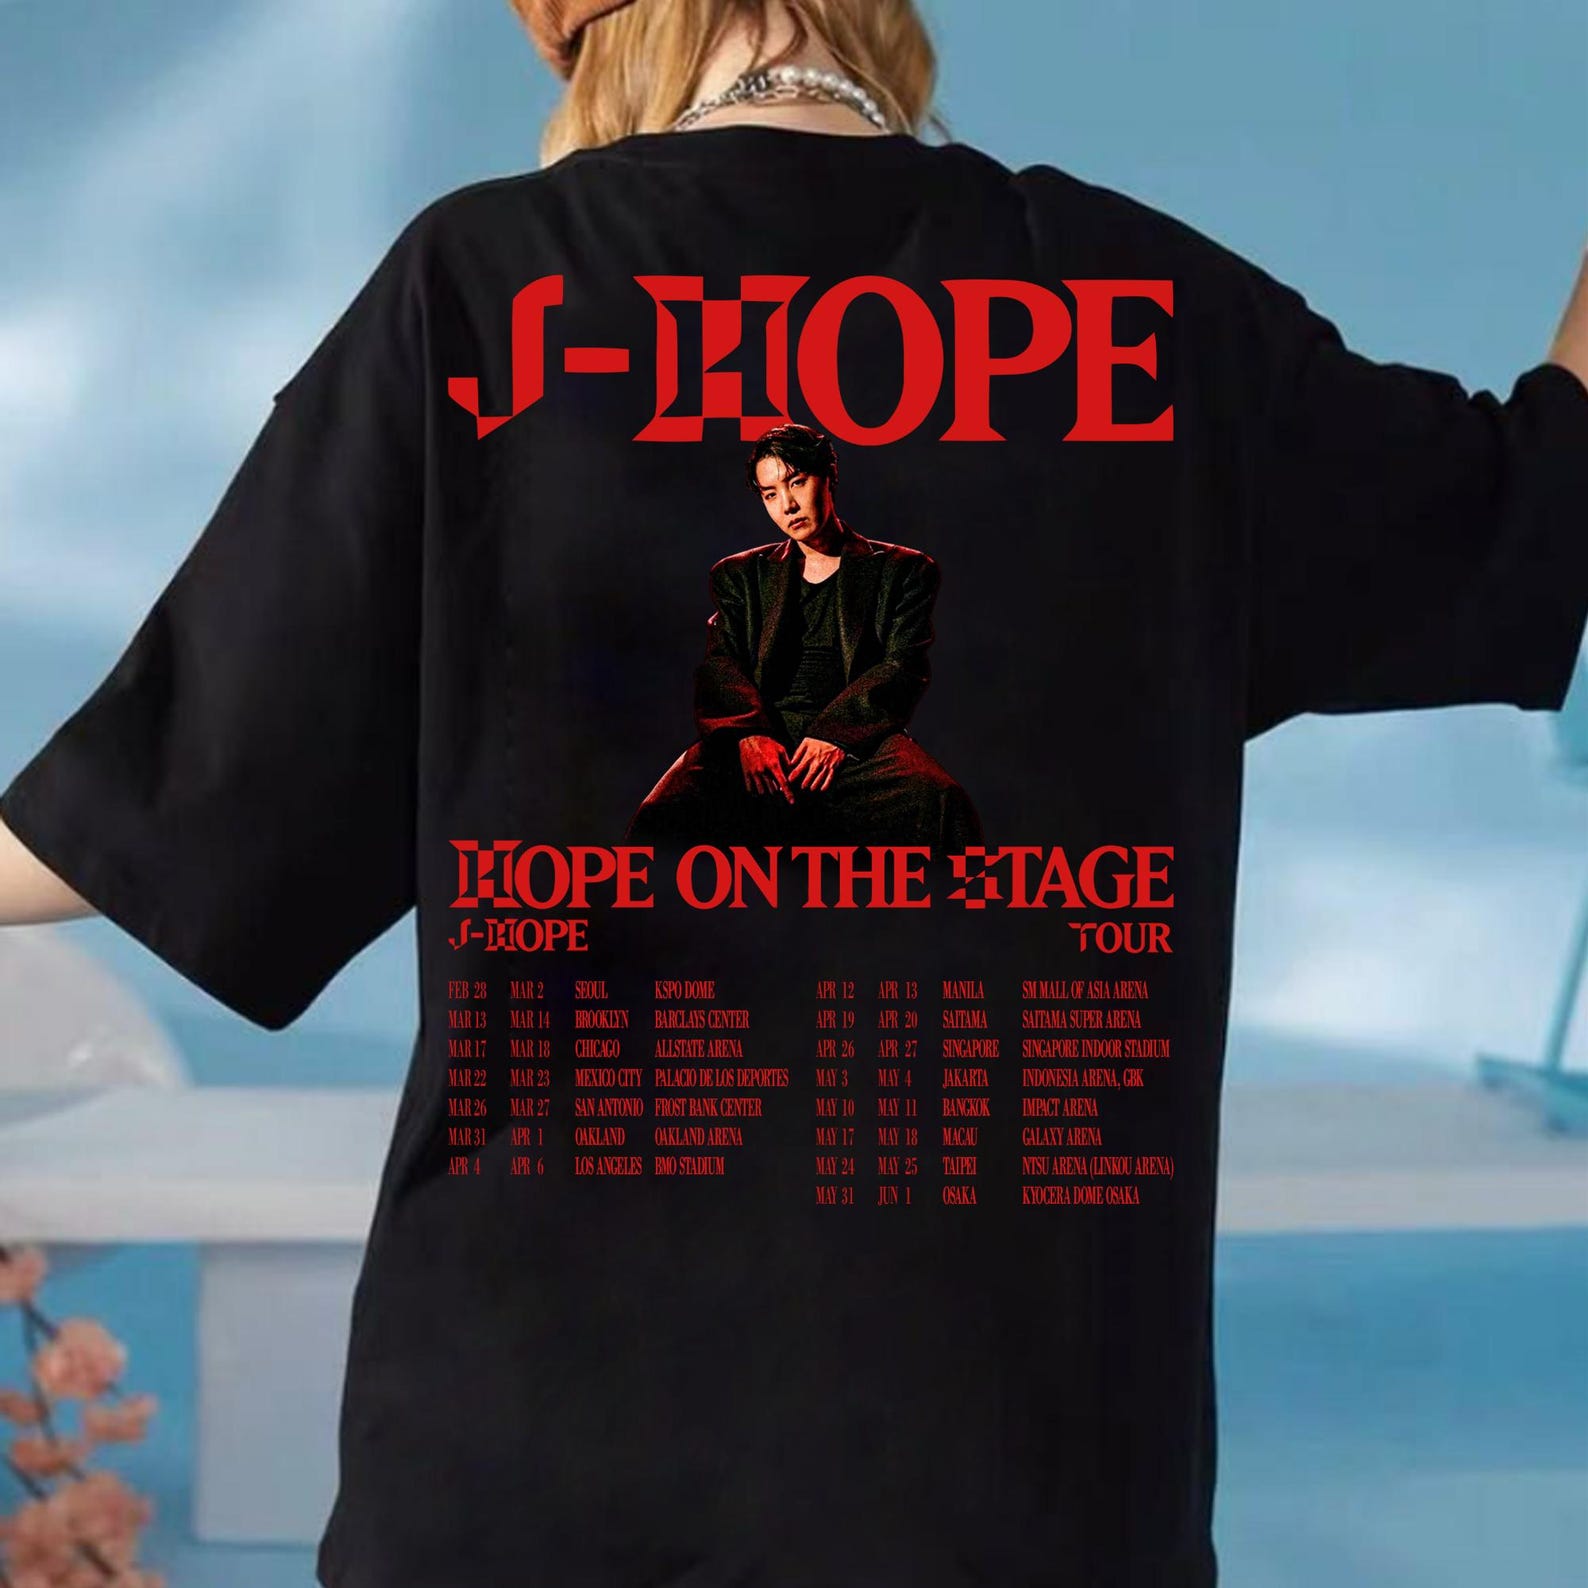 J-HOPE
HOPE ON THE STAGE
J-HOPE TOUR
FEB 28 MAR 2 SEOUL KSPO DOME
MAR 13 MAR 14 BROOKLYN BARCLAYS CENTER
MAR 17 MAR 18 CHICAGO ALLSTATE ARENA
MAR 22 MAR 23 MEXICO CITY PALACIO DE LOS DEPORTES
MAR 26 MAR 27 SAN ANTONIO FROST BANK CENTER
MAR 31 APR 1 OAKLAND OAKLAND ARENA
APR 4 APR 6 LOS ANGELES BMO STADIUM
APR 12 APR 13 MANILA SM MALL OF ASIA ARENA
APR 19 APR 20 SAITAMA SAITAMA SUPER ARENA
APR 26 APR 27 SINGAPORE SINGAPORE INDOOR STADIUM
MAY 3 MAY 4 JAKARTA INDONESIA ARENA, GBK
MAY 10 MAY 11 BANGKOK IMPACT ARENA
MAY 17 MAY 18 MACAU GALAXY ARENA
MAY 24 MAY 25 TAIPEI NTSU ARENA (LINKOU ARENA)
MAY 31 JUN 1 OSAKA KYOCERA DOME OSAKA